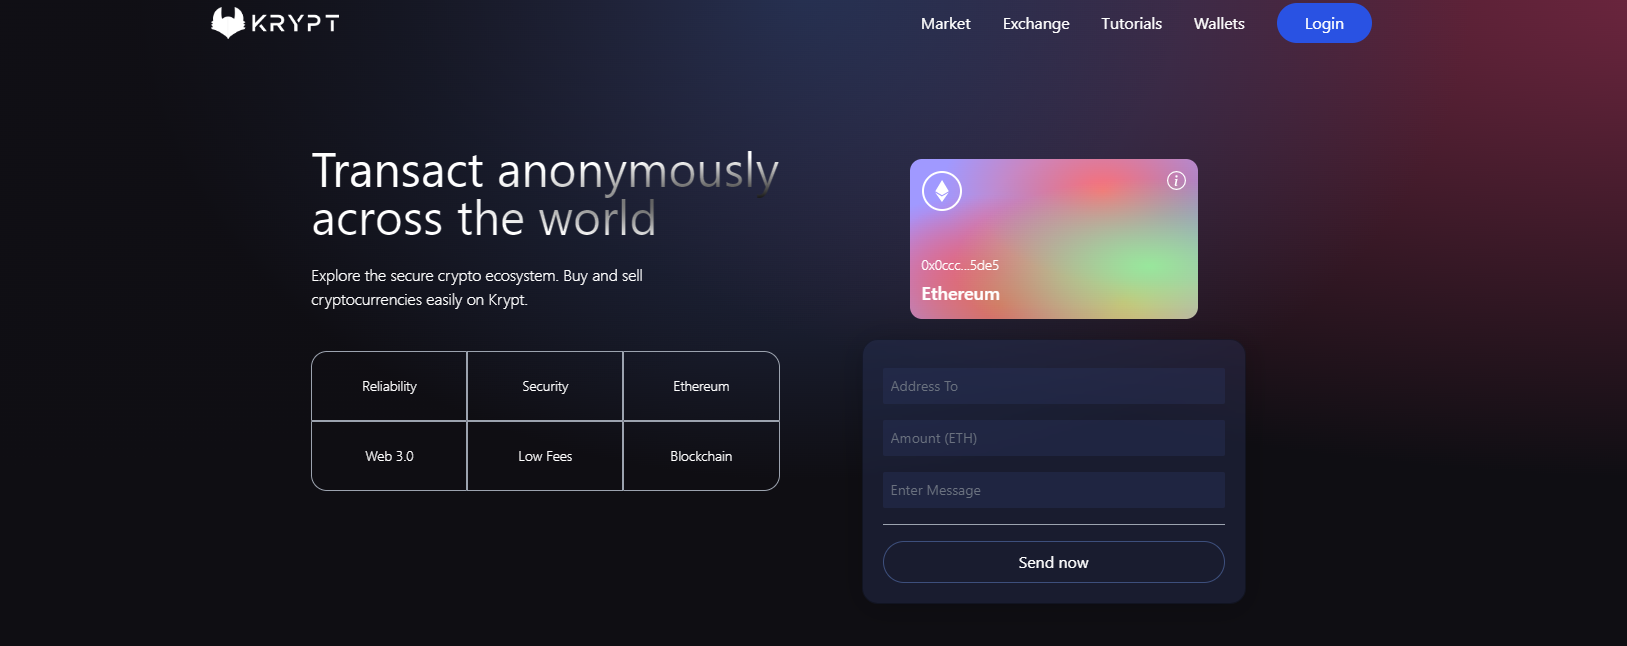 KRYPT
Market
Exchange
Tutorials
Wallets
Login
Transact anonymously
across the world
Explore the secure crypto ecosystem. Buy and sell
cryptocurrencies easily on Krypt.
Reliability
Security
Ethereum
Web 3.0
Low Fees
Blockchain
i
0x0ccc...5de5
Ethereum
Address To
Amount (ETH)
Enter Message
Send now